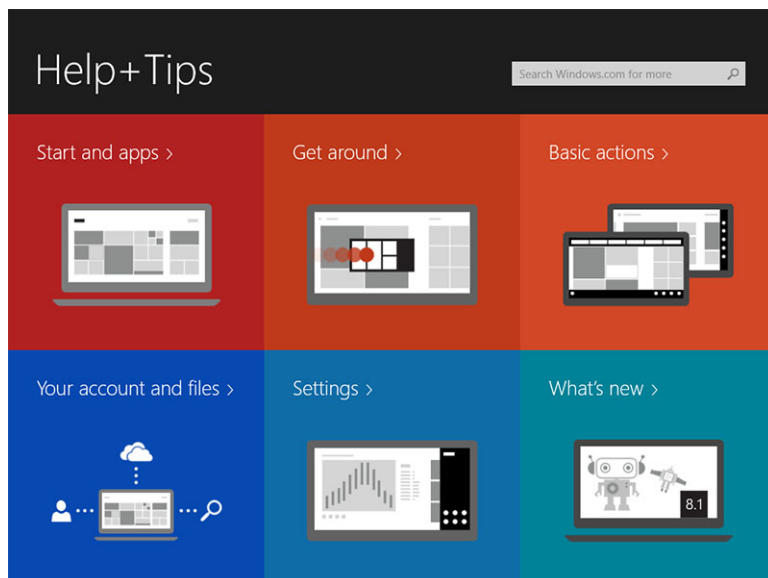 Help+Tips
Search Windows.com for more
Start and apps >
Get around >
Basic actions >
Your account and files >
Settings >
What's new >
8.1